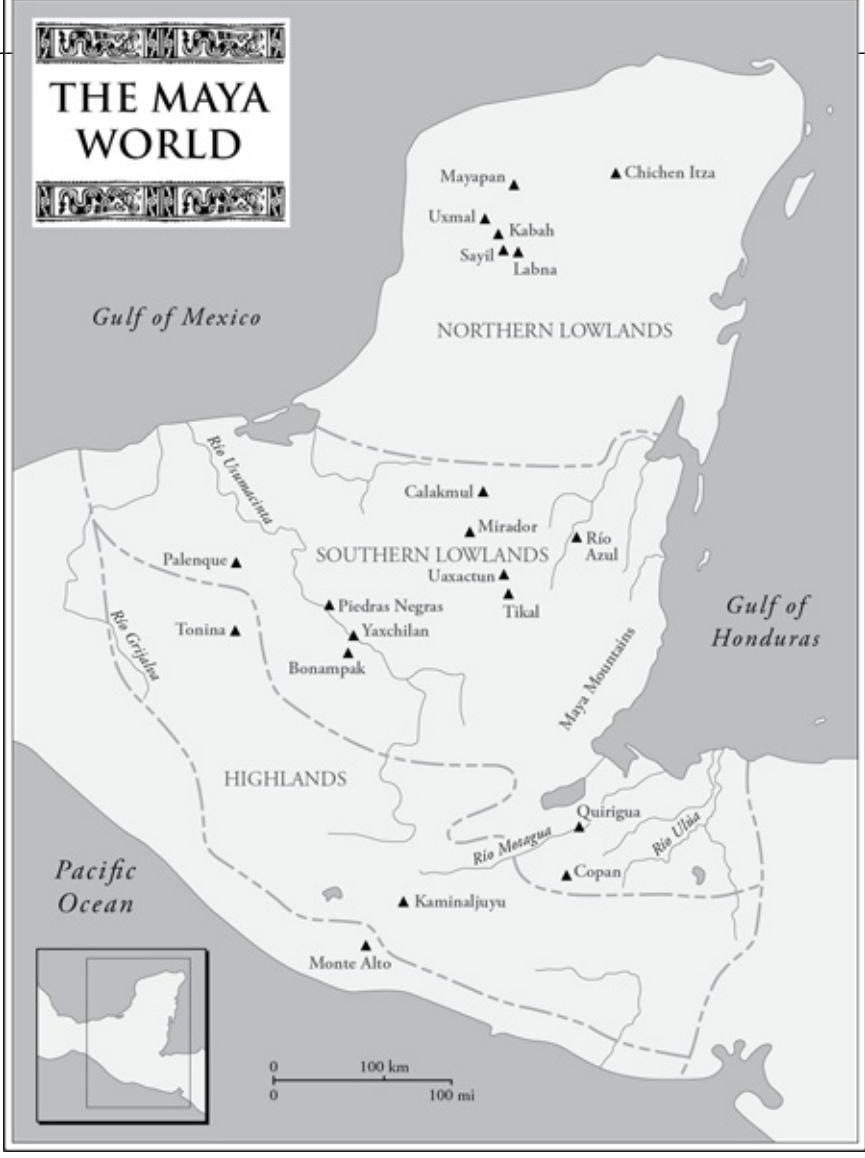 THE MAYA
WORLD
Mayapan
Chichen Itza
Uxmal
Kabah
Sayil
Labna
Gulf of Mexico
NORTHERN LOWLANDS
Río Usumacinta
Calakmul
Mirador
Río
Azul
SOUTHERN LOWLANDS
Palenque
Uaxactun
Tikal
Piedras Negras
Gulf of
Honduras
Tonina
Yaxchilan
Río Grijalva
Bonampak
Maya Mountains
HIGHLANDS
Quirigua
Río Motagua
Río Ulúa
Pacific
Ocean
Copan
Kaminaljuyu
Monte Alto
0 100 km
0 100 mi